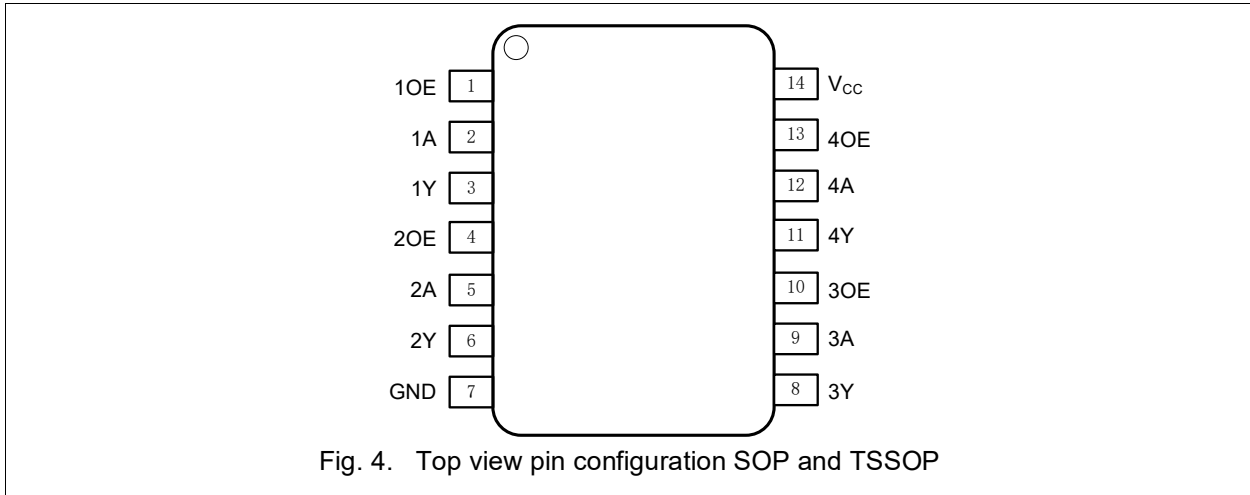 1OE 1 14 VCC
1A 2 13 4OE
1Y 3 12 4A
2OE 4 11 4Y
2A 5 10 3OE
2Y 6 9 3A
GND 7 8 3Y
Fig. 4. Top view pin configuration SOP and TSSOP